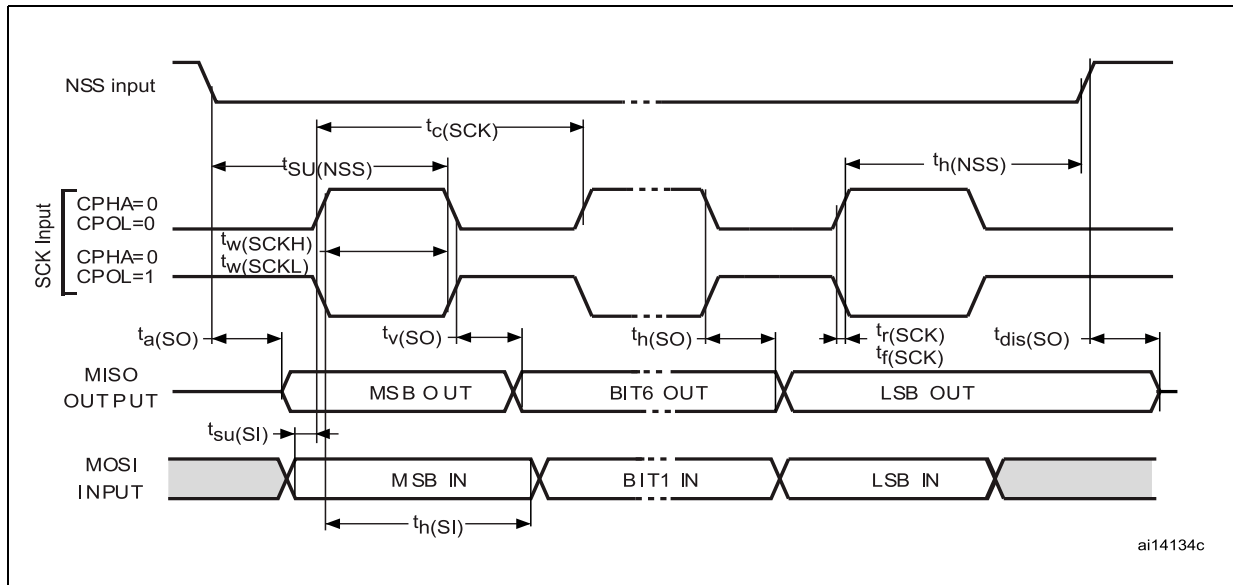 NSS input
tc(SCK)
tSU(NSS)
th(NSS)
SCK Input
CPHA=0
CPOL=0
CPHA=0
CPOL=1
tw(SCKH)
tw(SCKL)
ta(SO)
tv(SO)
th(SO)
tr(SCK)
tf(SCK)
tdis(SO)
MISO
OUTPUT
MSB OUT
BIT6 OUT
LSB OUT
tsu(SI)
MOSI
INPUT
MSB IN
BIT1 IN
LSB IN
th(SI)
ai14134c